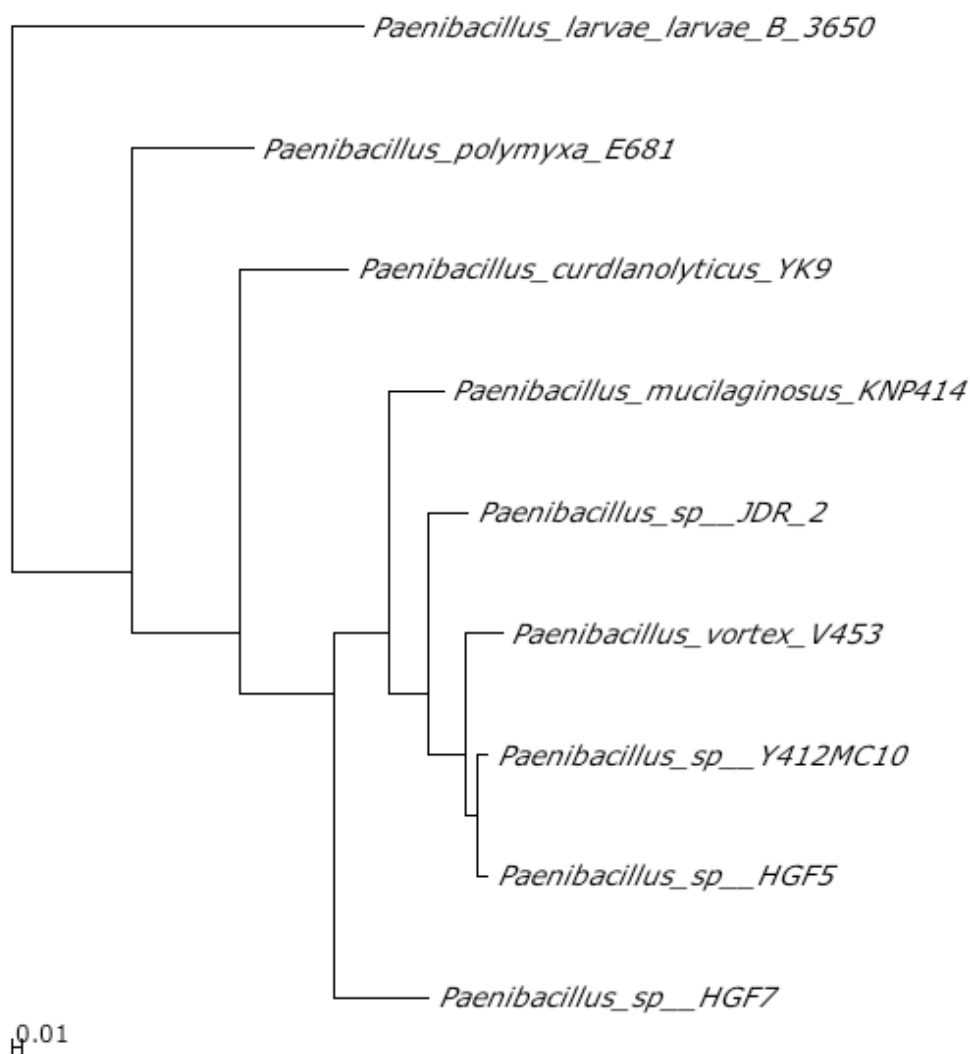 Paenibacillus_larvae_larvae_B_3650
Paenibacillus_polymyxa_E681
Paenibacillus_curdlanolyticus_YK9
Paenibacillus_mucilaginosus_KNP414
Paenibacillus_sp__JDR_2
Paenibacillus_vortex_V453
Paenibacillus_sp__Y412MC10
Paenibacillus_sp__HGF5
Paenibacillus_sp__HGF7
0.01